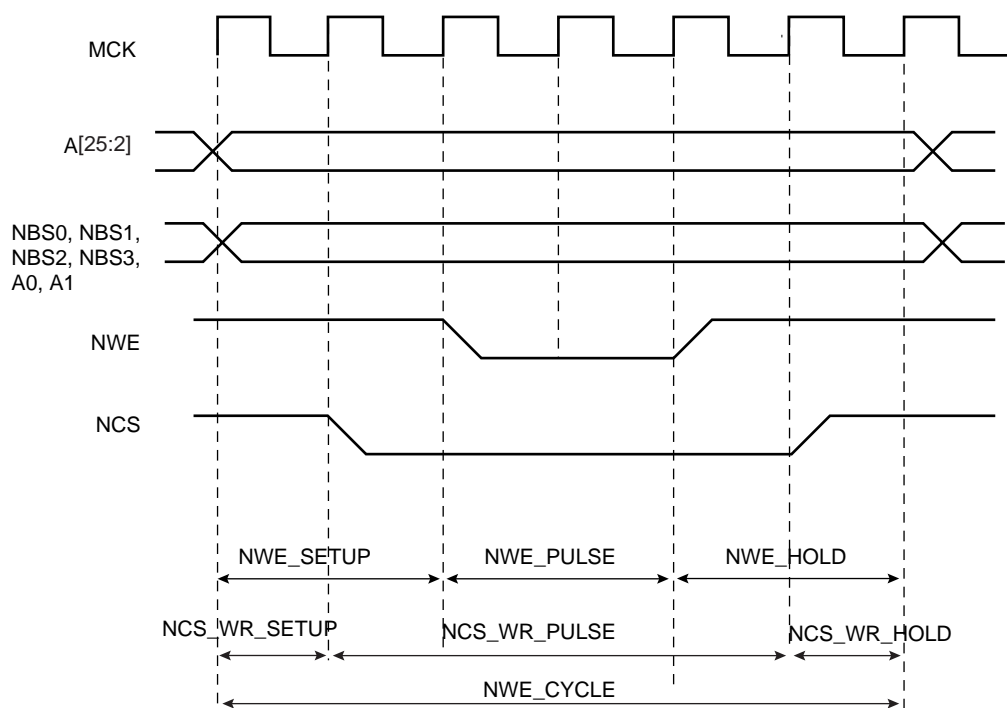 MCK
A[25:2]
NBS0, NBS1,
NBS2, NBS3,
A0, A1
NWE
NCS
NWE_SETUP
NWE_PULSE
NWE_HOLD
NCS_WR_SETUP
NCS_WR_PULSE
NCS_WR_HOLD
NWE_CYCLE